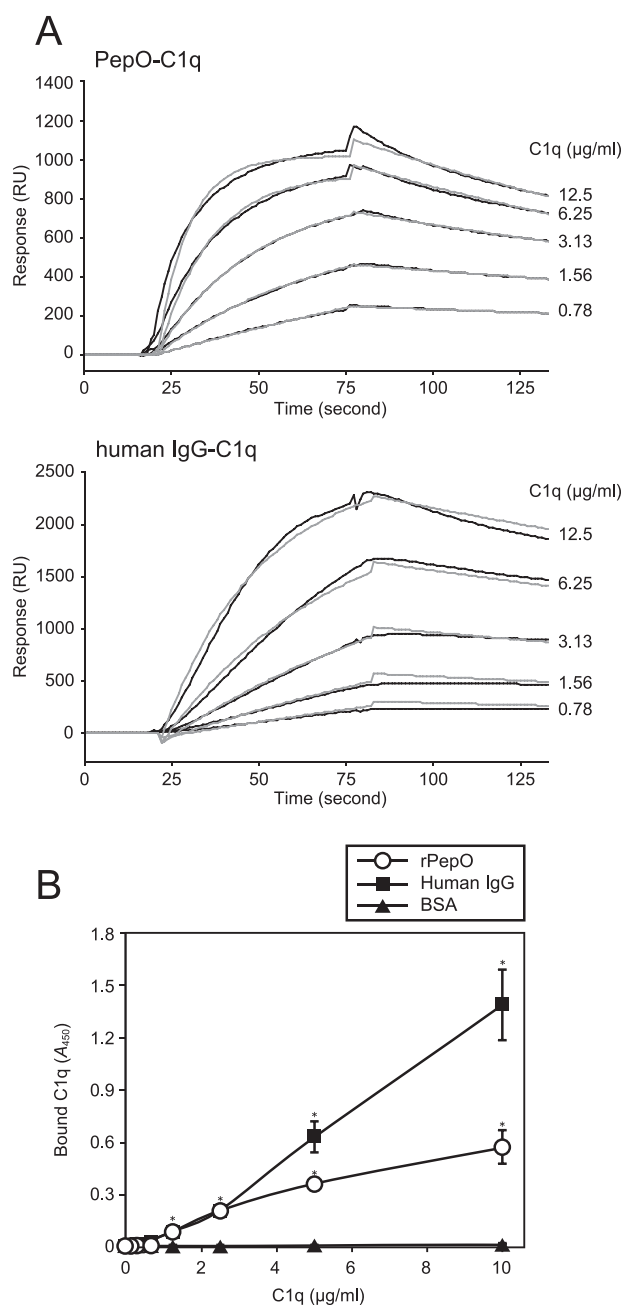 A
PepO-C1q
1400
1200
1000
800
600
400
200
0
Response (RU)
C1q (µg/ml)
12.5
6.25
3.13
1.56
0.78
0 25 50 75 100 125
Time (second)
human IgG-C1q
2500
2000
1500
1000
500
0
Response (RU)
C1q (µg/ml)
12.5
6.25
3.13
1.56
0.78
0 25 50 75 100 125
Time (second)
B
rPepO
Human IgG
BSA
1.8
1.5
1.2
0.9
0.6
0.3
0
Bound C1q (A450)
* * * * * *
0 2 4 6 8 10
C1q (µg/ml)